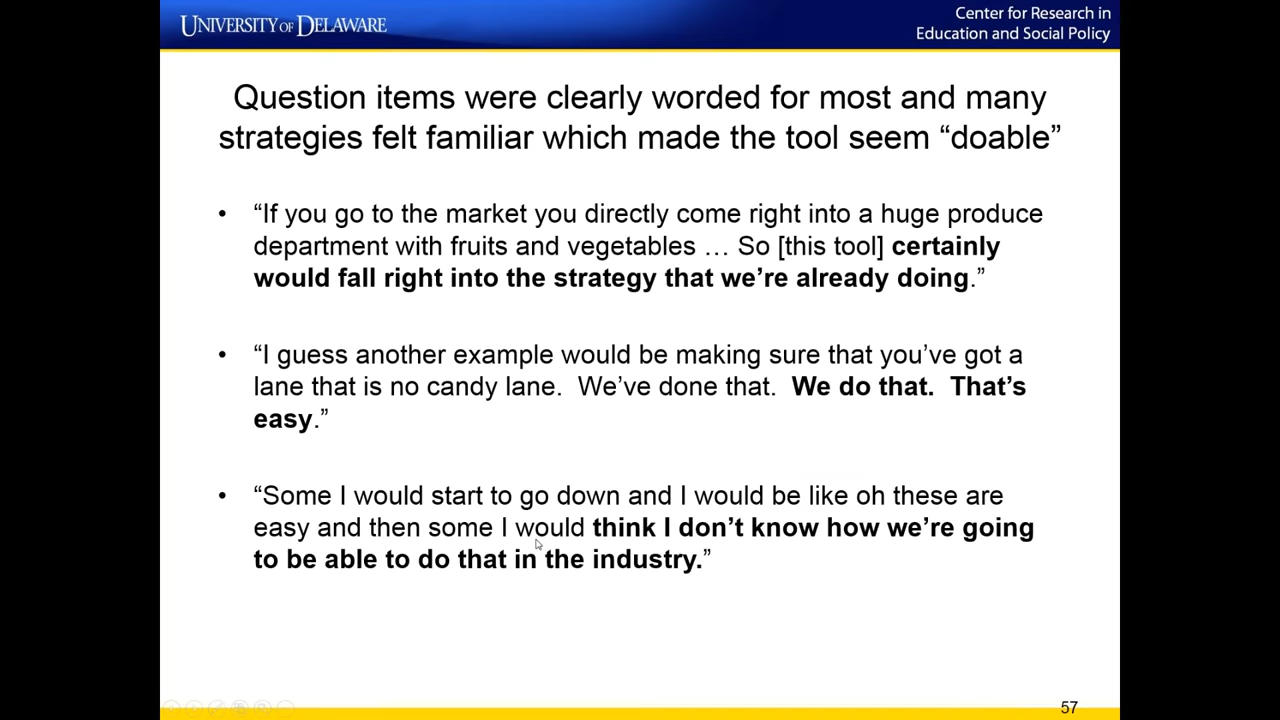 UNIVERSITY OF DELAWARE
Center for Research in
Education and Social Policy
Question items were clearly worded for most and many
strategies felt familiar which made the tool seem “doable”
• “If you go to the market you directly come right into a huge produce
department with fruits and vegetables … So [this tool] certainly
would fall right into the strategy that we’re already doing.”
• “I guess another example would be making sure that you’ve got a
lane that is no candy lane.  We’ve done that.  We do that.  That’s
easy.”
• “Some I would start to go down and I would be like oh these are
easy and then some I would think I don’t know how we’re going
to be able to do that in the industry.”
57